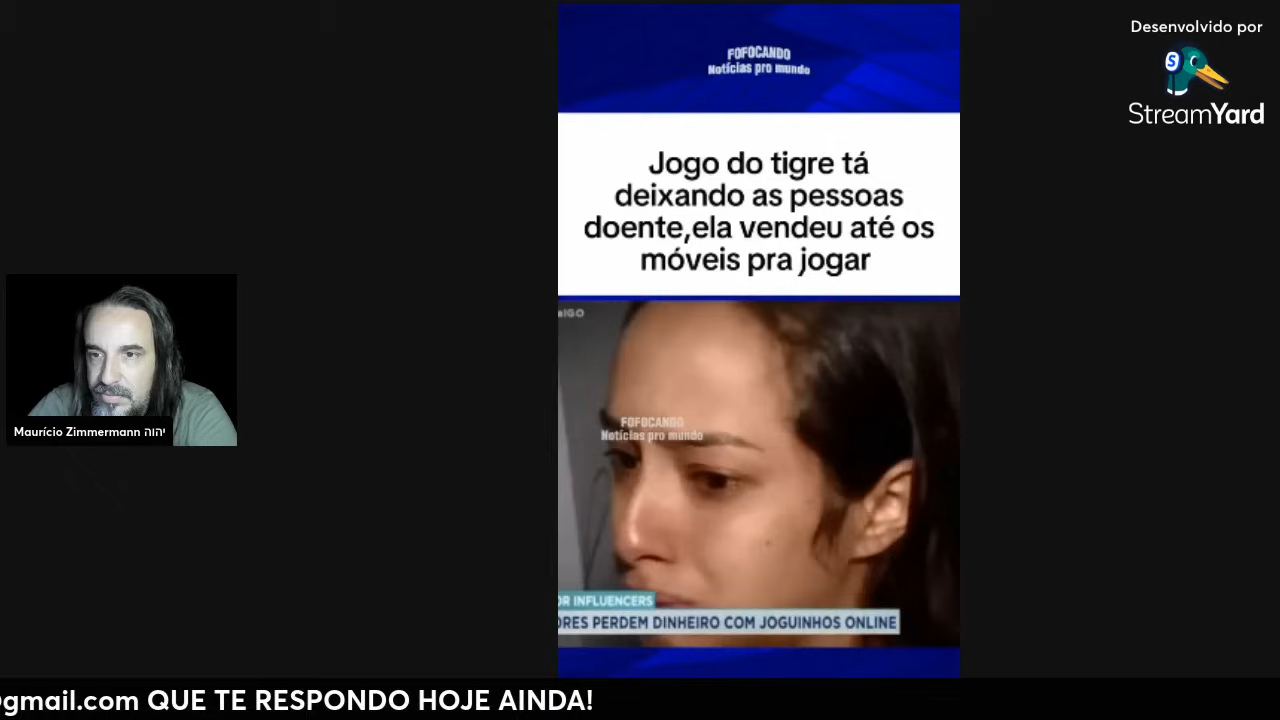 Desenvolvido por
StreamYard
FOFOCANDO
Notícias pro mundo
Jogo do tigre tá
deixando as pessoas
doente,ela vendeu até os
móveis pra jogar
FOFOCANDO
Notícias pro mundo
Maurício Zimmermann יהוה
INFLUENCERS
PERDEM DINHEIRO COM JOGUINHOS ONLINE
@gmail.com QUE TE RESPONDO HOJE AINDA!